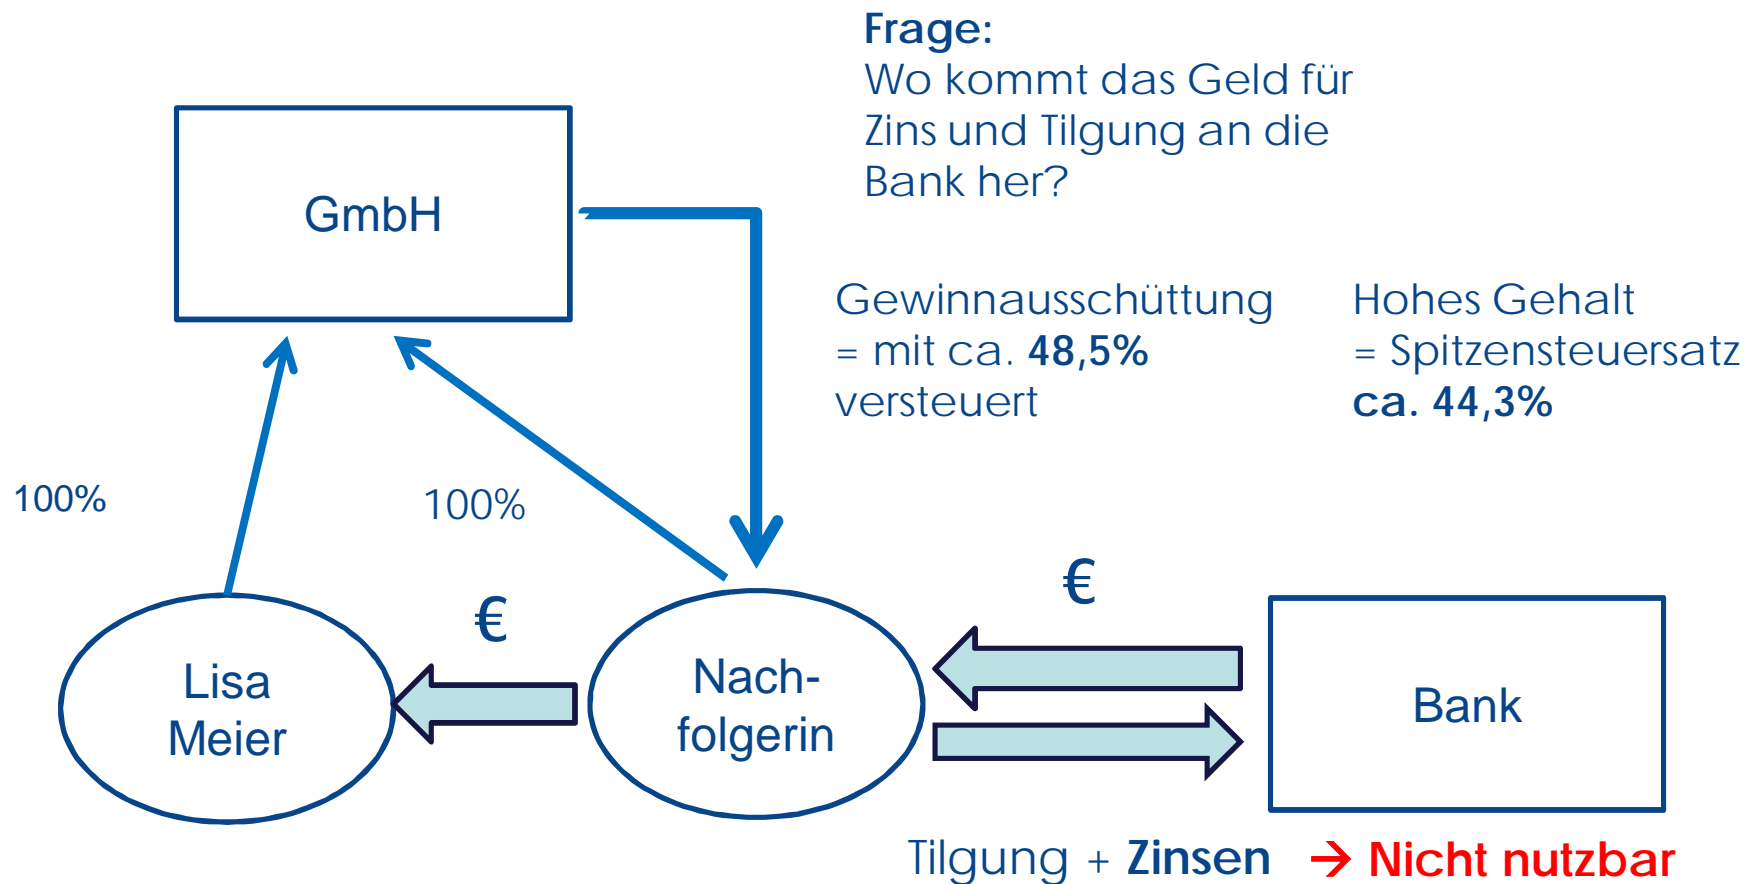 Frage:
Wo kommt das Geld für
Zins und Tilgung an die
Bank her?
GmbH
Gewinnausschüttung
= mit ca. 48,5%
versteuert
Hohes Gehalt
= Spitzensteuersatz
ca. 44,3%
100%
100%
€
€
Lisa
Meier
Nach-
folgerin
Bank
Tilgung + Zinsen → Nicht nutzbar